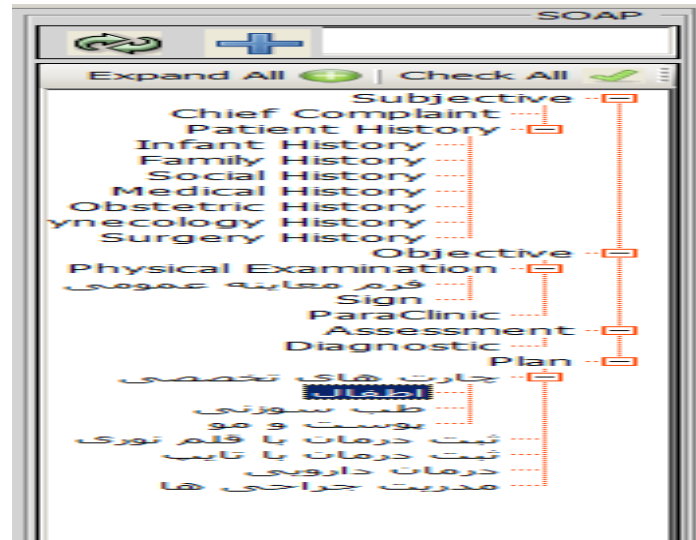 SOAP
Expand All | Check All
Subjective
Chief Complaint
Patient History
Infant History
Family History
Social History
Medical History
Obstetric History
ynecology History
Surgery History
Objective
Physical Examination
فرم معاینه عمومی
Sign
ParaClinic
Assessment
Diagnostic
Plan
چارت های تخصصی
اطفال
طب سوزنی
پوست و مو
ثبت درمان با قلم نوری
ثبت درمان با تایپ
درمان دارویی
مدریت جراحی ها